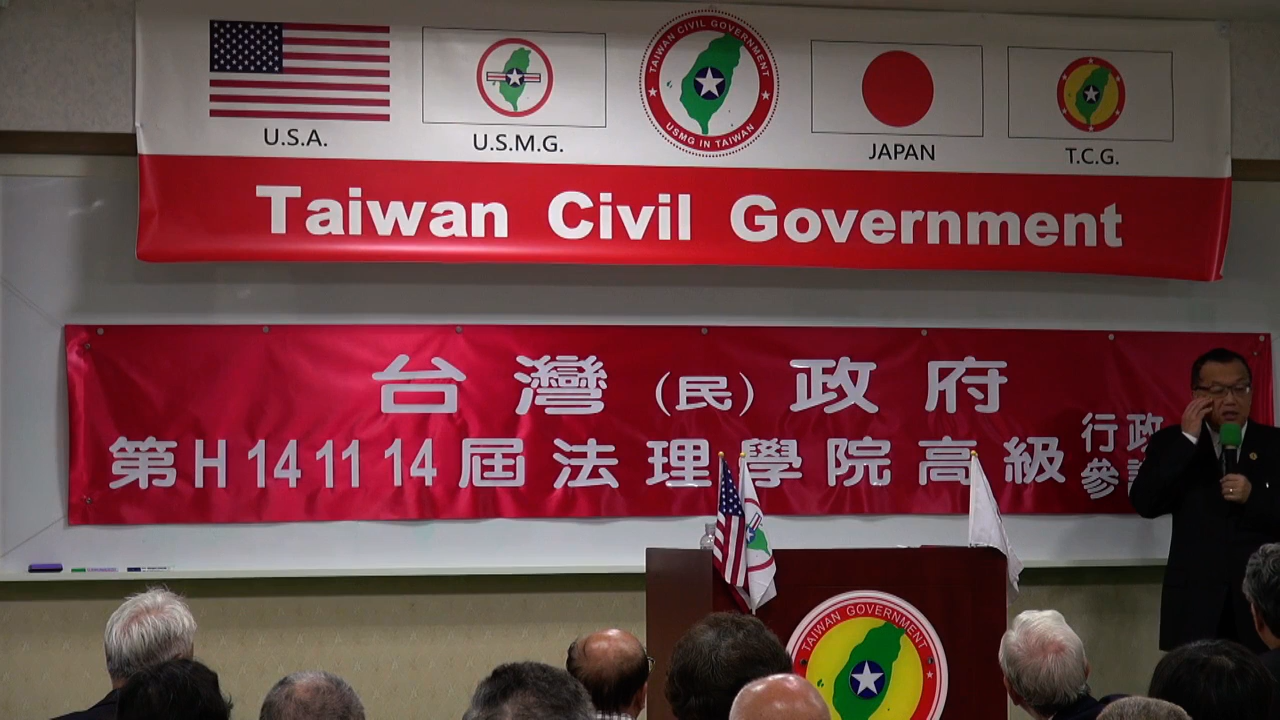 TAIWAN CIVIL GOVERNMENT
USMG IN TAIWAN
U.S.A.
U.S.M.G.
JAPAN
T.C.G.
Taiwan Civil Government
台灣(民)政府
第H141114屆法理學院高級
行政
參
TAIWAN GOVERNMENT